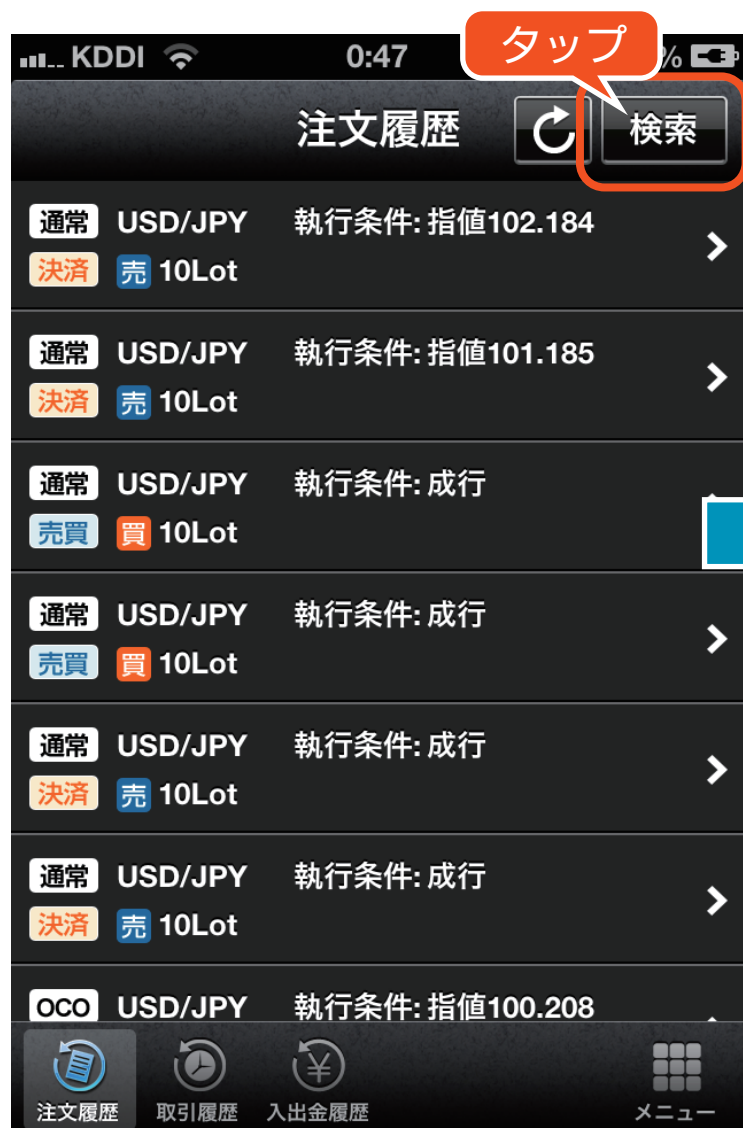 タップ
KDDI 0:47 %
注文履歴 検索
通常 USD/JPY 執行条件: 指値102.184
決済 売 10Lot
通常 USD/JPY 執行条件: 指値101.185
決済 売 10Lot
通常 USD/JPY 執行条件: 成行
売買 買 10Lot
通常 USD/JPY 執行条件: 成行
売買 買 10Lot
通常 USD/JPY 執行条件: 成行
決済 売 10Lot
通常 USD/JPY 執行条件: 成行
決済 売 10Lot
OCO USD/JPY 執行条件: 指値100.208
注文履歴 取引履歴 入出金履歴 メニュー